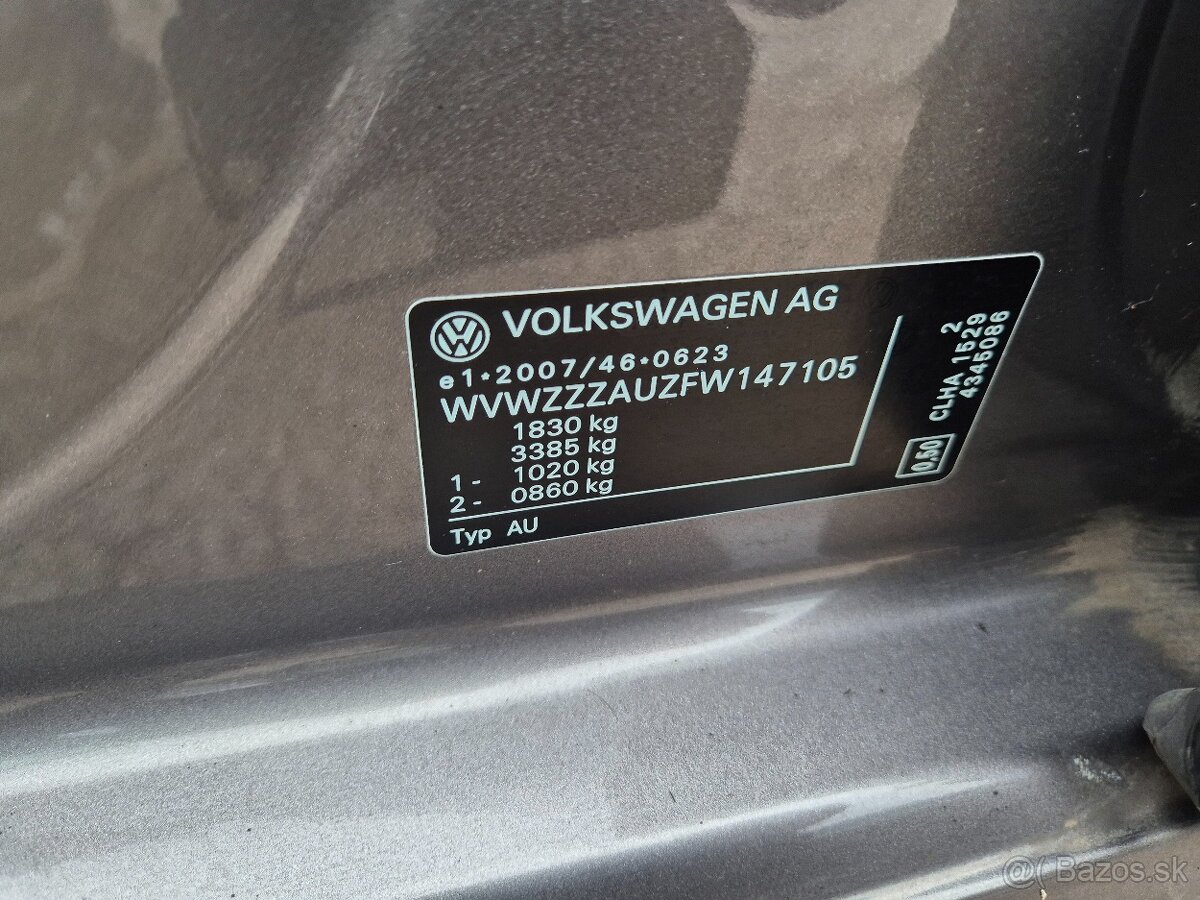 VOLKSWAGEN AG
e1*2007/46*0623
WVWZZZAUZFW147105
1830 kg
3385 kg
1 - 1020 kg
2 - 0860 kg
Typ AU
2
CLHA 1529
4345086
0.50
@( Bazos.sk